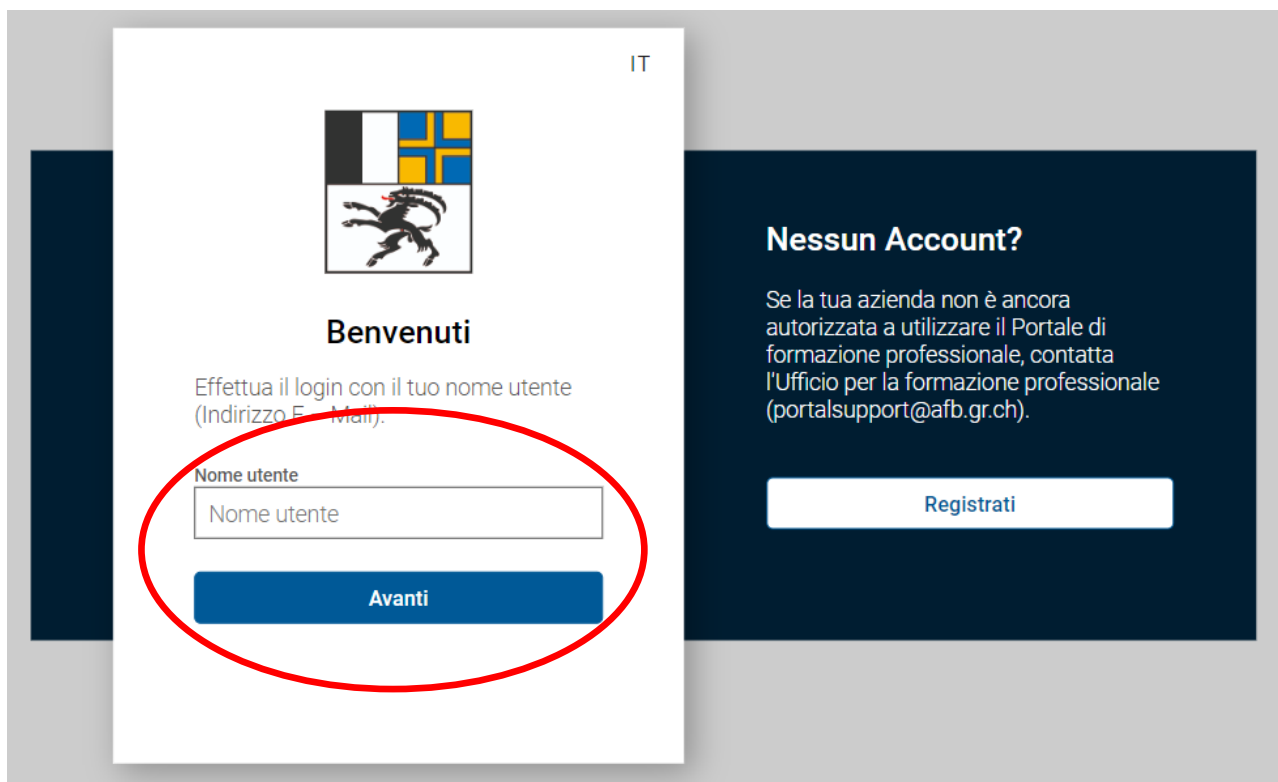 IT
Benvenuti
Effettua il login con il tuo nome utente
(Indirizzo E - Mail).
Nome utente
Nome utente
Avanti
Nessun Account?
Se la tua azienda non è ancora
autorizzata a utilizzare il Portale di
formazione professionale, contatta
l'Ufficio per la formazione professionale
(portalsupport@afb.gr.ch).
Registrati